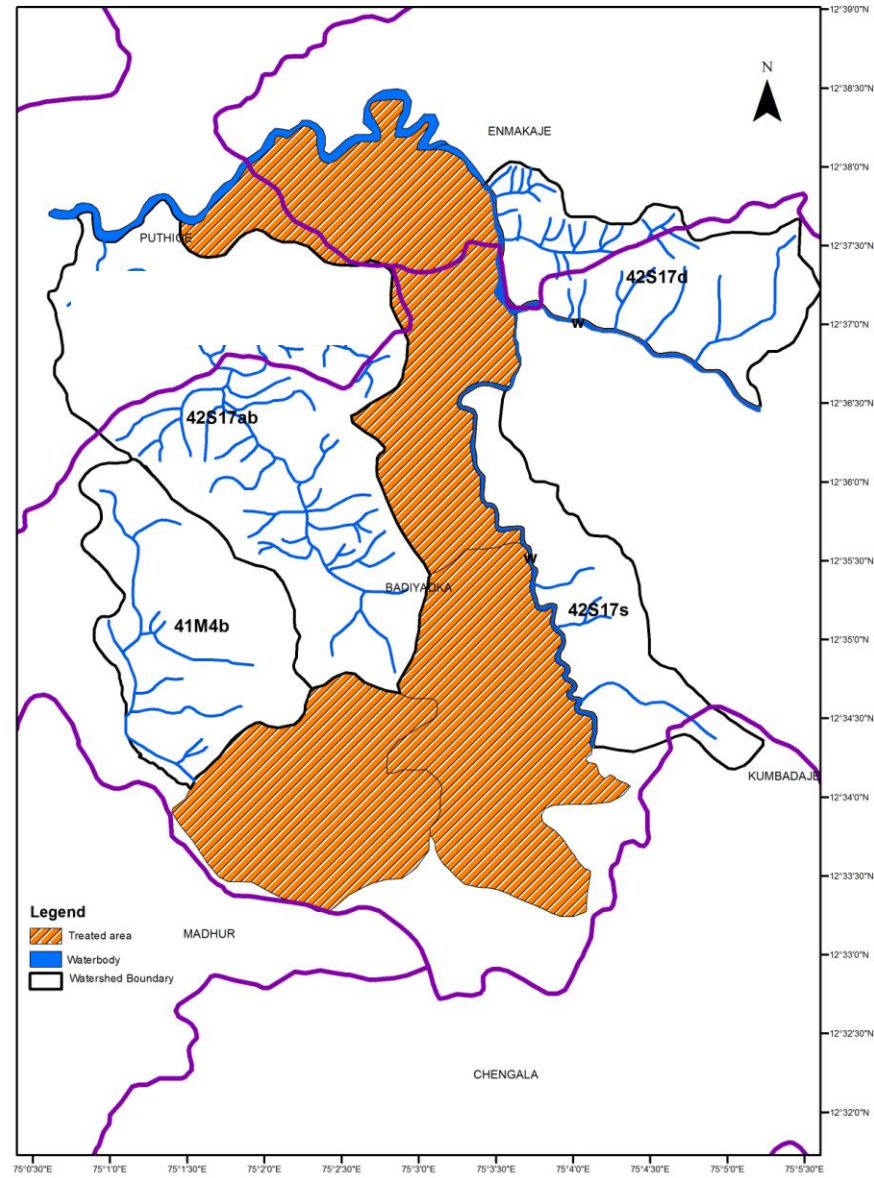 12°39'0"N
12°38'30"N
N
ENMAKAJE
12°38'0"N
PUTHIGE
12°37'30"N
42S17d
w
12°37'0"N
12°36'30"N
42S17ab
12°36'0"N
w
12°35'30"N
BADIYADKA
42S17s
41M4b
12°35'0"N
12°34'30"N
KUMBADAJE
12°34'0"N
12°33'30"N
Legend
Treated area
MADHUR
Waterbody
12°33'0"N
Watershed Boundary
12°32'30"N
CHENGALA
12°32'0"N
75°0'30"E 75°1'0"E 75°1'30"E 75°2'0"E 75°2'30"E 75°3'0"E 75°3'30"E 75°4'0"E 75°4'30"E 75°5'0"E 75°5'30"E